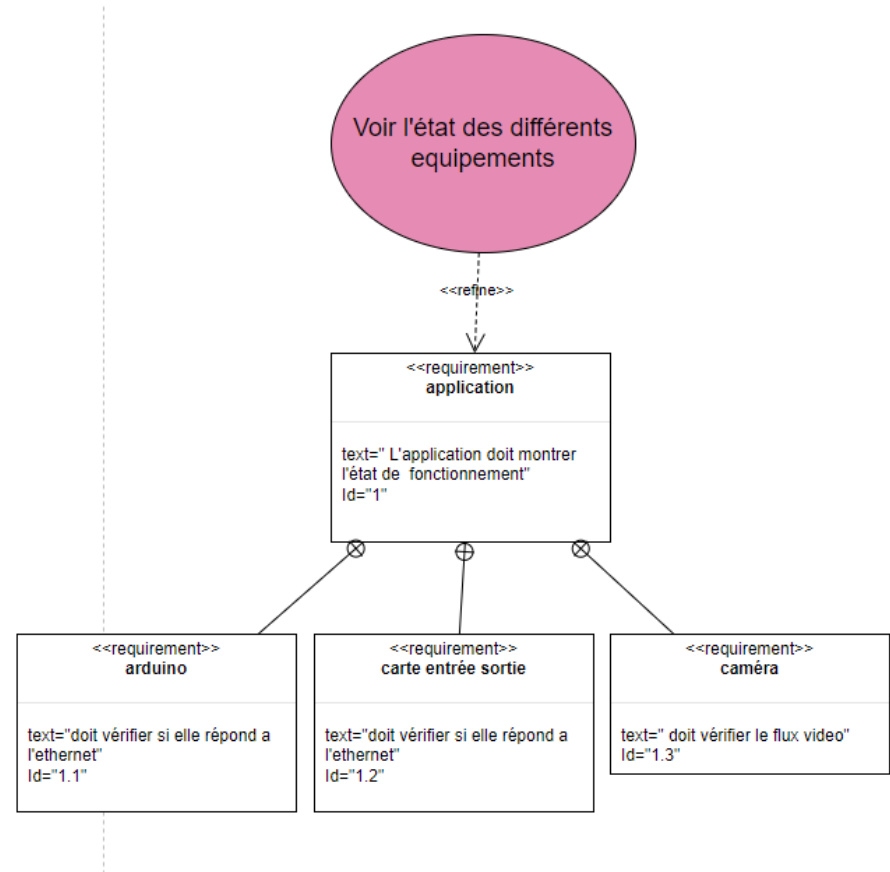 Voir l'état des différents
equipements
<<refine>>
<<requirement>>
application
text=" L'application doit montrer
l'état de fonctionnement"
Id="1"
<<requirement>>
arduino
text="doit vérifier si elle répond a
l'ethernet"
Id="1.1"
<<requirement>>
carte entrée sortie
text="doit vérifier si elle répond a
l'ethernet"
Id="1.2"
<<requirement>>
caméra
text=" doit vérifier le flux video"
Id="1.3"